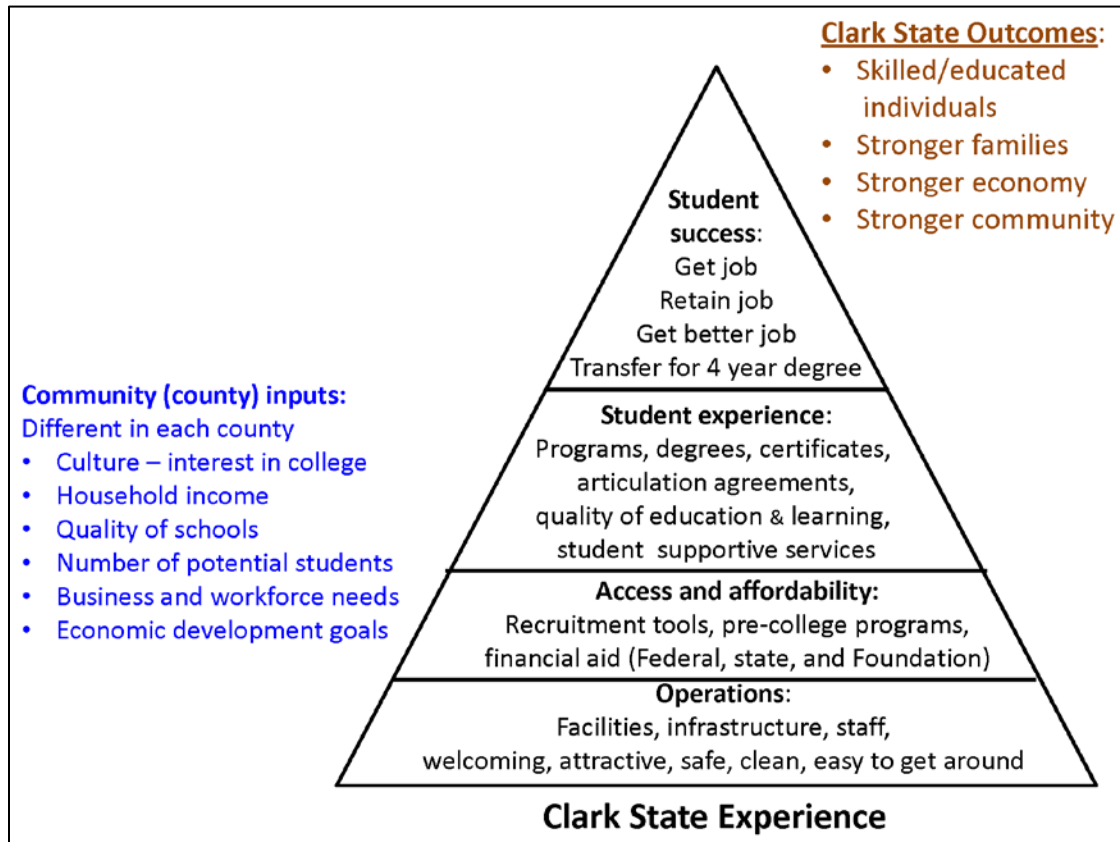 Clark State Outcomes:
• Skilled/educated
individuals
• Stronger families
• Stronger economy
• Stronger community
Student
success:
Get job
Retain job
Get better job
Transfer for 4 year degree
Community (county) inputs:
Different in each county
• Culture – interest in college
• Household income
• Quality of schools
• Number of potential students
• Business and workforce needs
• Economic development goals
Student experience:
Programs, degrees, certificates,
articulation agreements,
quality of education & learning,
student supportive services
Access and affordability:
Recruitment tools, pre-college programs,
financial aid (Federal, state, and Foundation)
Operations:
Facilities, infrastructure, staff,
welcoming, attractive, safe, clean, easy to get around
Clark State Experience